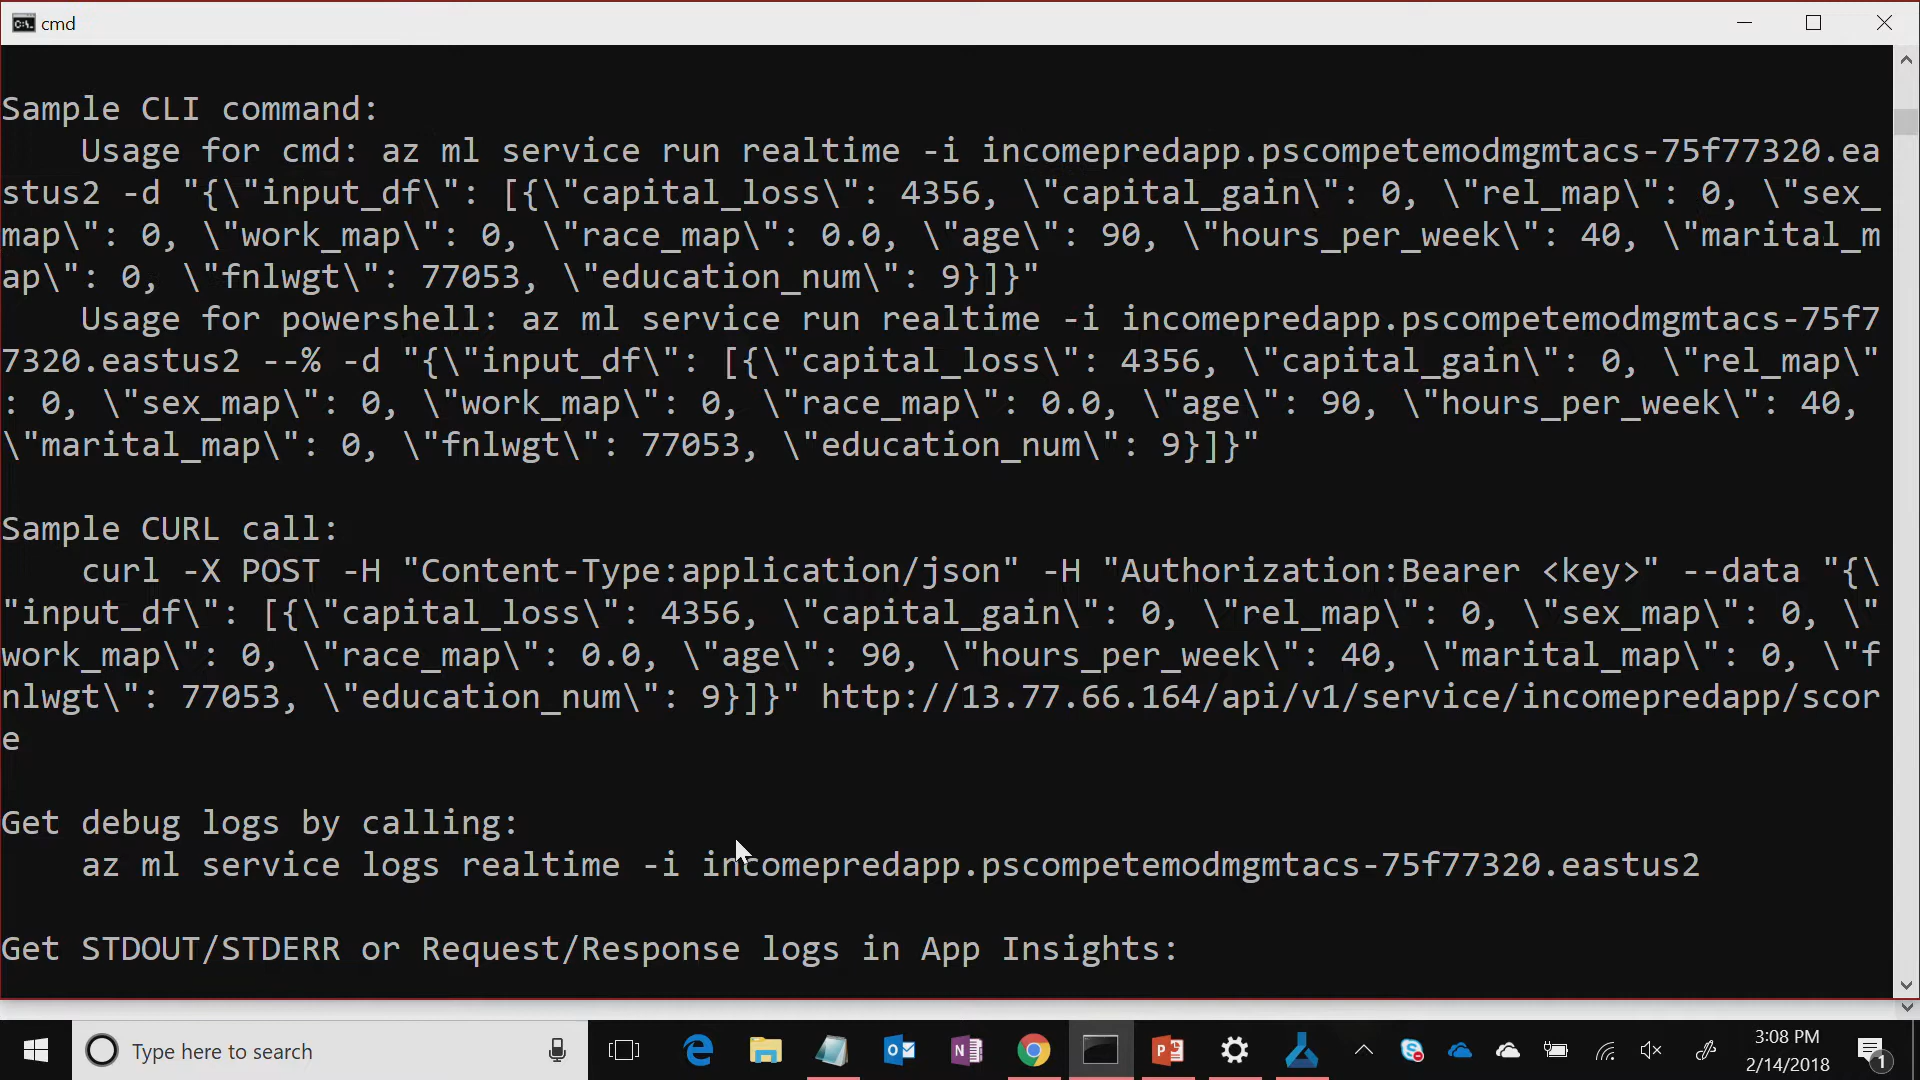 cmd
Sample CLI command:
    Usage for cmd: az ml service run realtime -i incomepredapp.pscompetemodmgmtacs-75f77320.ea
stus2 -d "{\"input_df\": [{\"capital_loss\": 4356, \"capital_gain\": 0, \"rel_map\": 0, \"sex_
map\": 0, \"work_map\": 0, \"race_map\": 0.0, \"age\": 90, \"hours_per_week\": 40, \"marital_m
ap\": 0, \"fnlwgt\": 77053, \"education_num\": 9}]}"
    Usage for powershell: az ml service run realtime -i incomepredapp.pscompetemodmgmtacs-75f7
7320.eastus2 --% -d "{\"input_df\": [{\"capital_loss\": 4356, \"capital_gain\": 0, \"rel_map\"
: 0, \"sex_map\": 0, \"work_map\": 0, \"race_map\": 0.0, \"age\": 90, \"hours_per_week\": 40,
\"marital_map\": 0, \"fnlwgt\": 77053, \"education_num\": 9}]}"
Sample CURL call:
    curl -X POST -H "Content-Type:application/json" -H "Authorization:Bearer <key>" --data "{\
"input_df\": [{\"capital_loss\": 4356, \"capital_gain\": 0, \"rel_map\": 0, \"sex_map\": 0, \"
work_map\": 0, \"race_map\": 0.0, \"age\": 90, \"hours_per_week\": 40, \"marital_map\": 0, \"f
nlwgt\": 77053, \"education_num\": 9}]}" http://13.77.66.164/api/v1/service/incomepredapp/scor
e
Get debug logs by calling:
    az ml service logs realtime -i incomepredapp.pscompetemodmgmtacs-75f77320.eastus2
Get STDOUT/STDERR or Request/Response logs in App Insights:
Type here to search
3:08 PM
2/14/2018
1